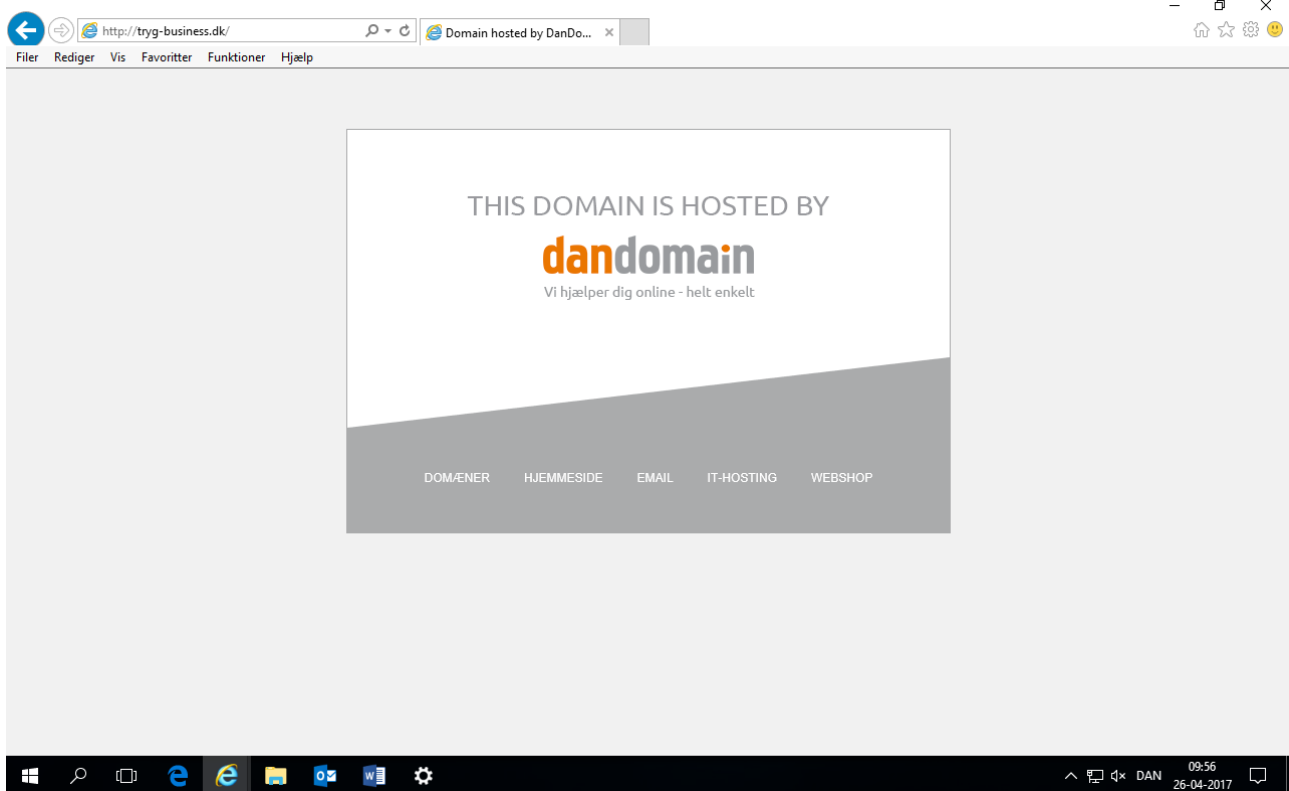 http://tryg-business.dk/
Domain hosted by DanDo...
Filer Rediger Vis Favoritter Funktioner Hjælp
THIS DOMAIN IS HOSTED BY
dandomain
Vi hjælper dig online - helt enkelt
DOMÆNER HJEMMESIDE EMAIL IT-HOSTING WEBSHOP
DAN
09:56
26-04-2017